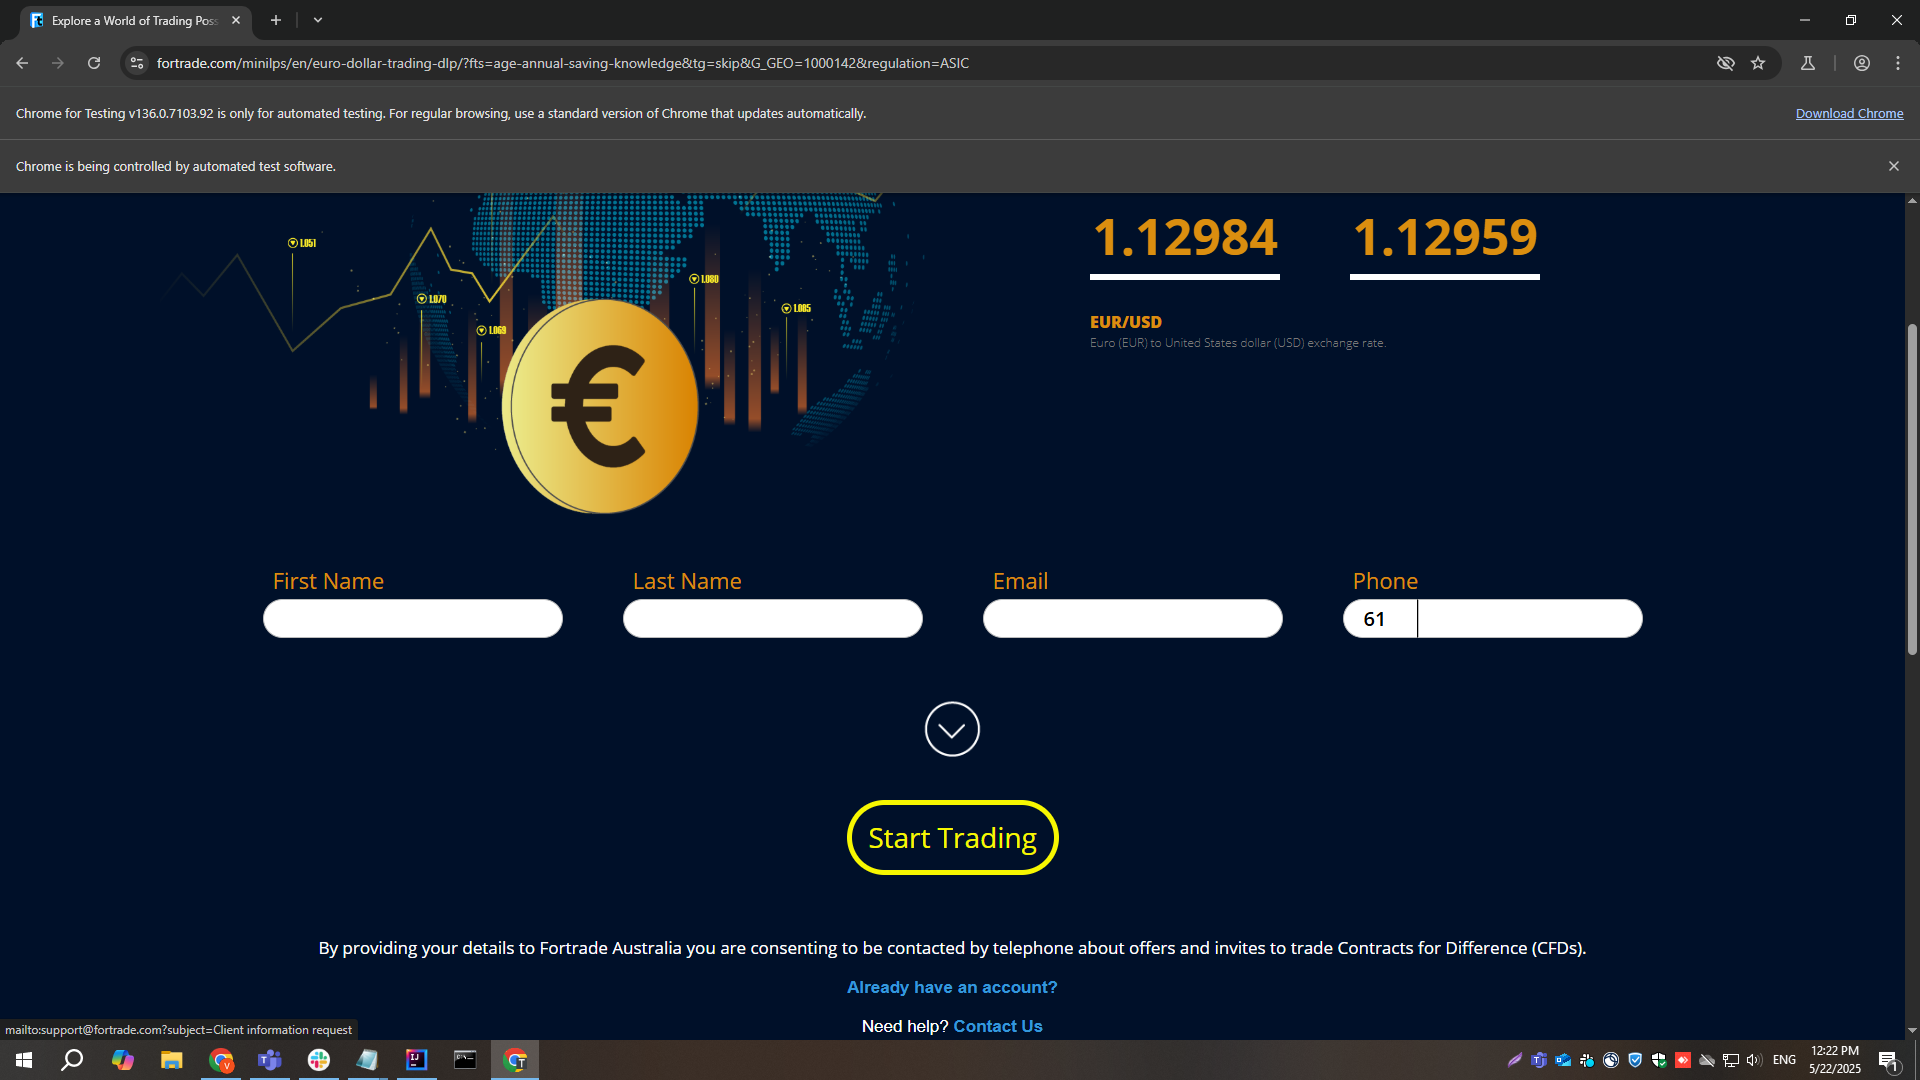 Explore a World of Trading Poss
fortrade.com/minilps/en/euro-dollar-trading-dlp/?fts=age-annual-saving-knowledge&tg=skip&G_GEO=1000142&regulation=ASIC
Chrome for Testing v136.0.7103.92 is only for automated testing. For regular browsing, use a standard version of Chrome that updates automatically.
Download Chrome
Chrome is being controlled by automated test software.
1.12984
1.12959
1.051
1.070
1.069
1.080
1.085
EUR/USD
Euro (EUR) to United States dollar (USD) exchange rate.
€
First Name
Last Name
Email
Phone
61
Start Trading
By providing your details to Fortrade Australia you are consenting to be contacted by telephone about offers and invites to trade Contracts for Difference (CFDs).
Already have an account?
Need help? Contact Us
mailto:support@fortrade.com?subject=Client information request
ENG
12:22 PM
5/22/2025
1